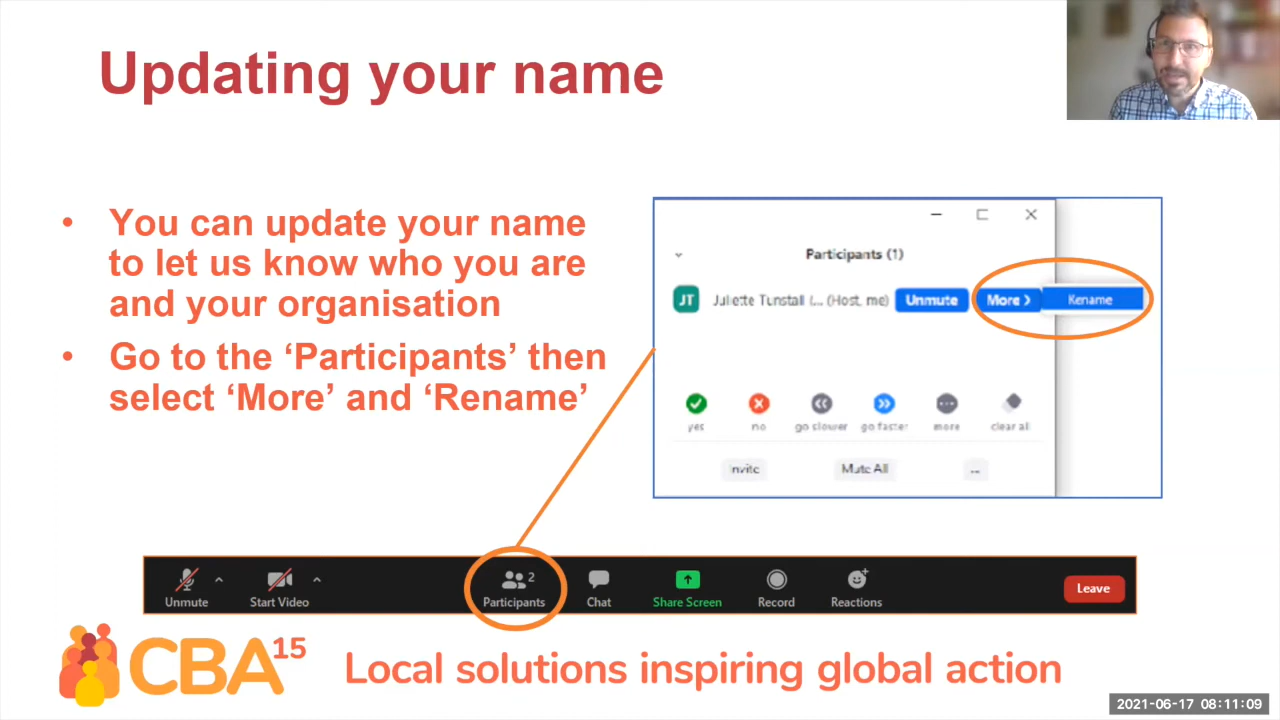 Updating your name
• You can update your name
to let us know who you are
and your organisation
• Go to the ‘Participants’ then
select ‘More’ and ‘Rename’
Participants (1)
JT Juliette Tunstall (... (Host, me) Unmute More > Rename
yes no go slower go faster more clear all
Invite Mute All ...
2
Unmute Start Video Participants Chat Share Screen Record Reactions Leave
CBA15 Local solutions inspiring global action
2021-06-17 08:11:09